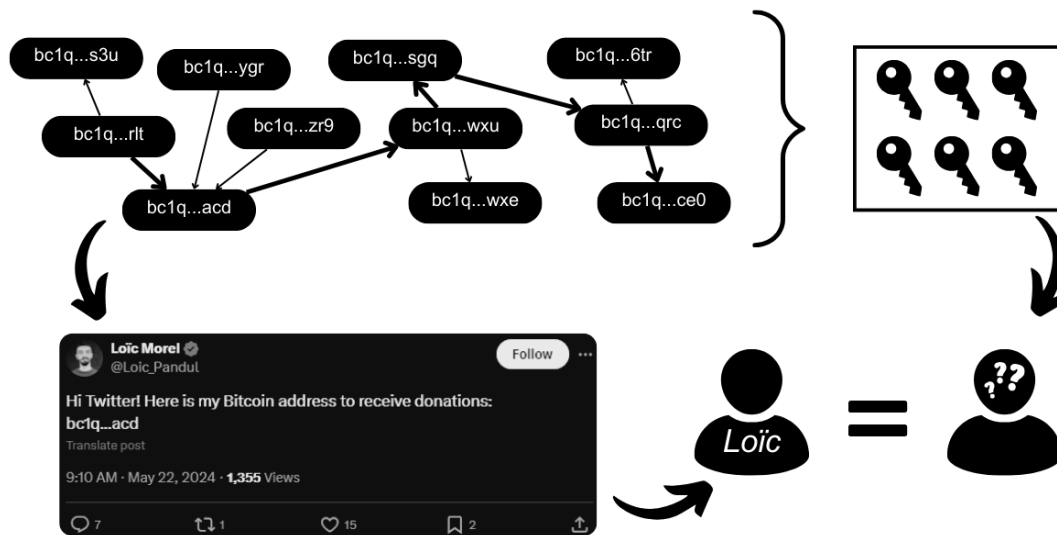 bc1q...s3u
bc1q...ygr
bc1q...sgq
bc1q...6tr
bc1q...rlt
bc1q...zr9
bc1q...wxu
bc1q...qrc
bc1q...acd
bc1q...wxe
bc1q...ce0
Loïc Morel
@Loic_Pandul
Follow
Hi Twitter! Here is my Bitcoin address to receive donations:
bc1q...acd
Translate post
9:10 AM · May 22, 2024 · 1,355 Views
7 1 15 2
Loïc
=
???